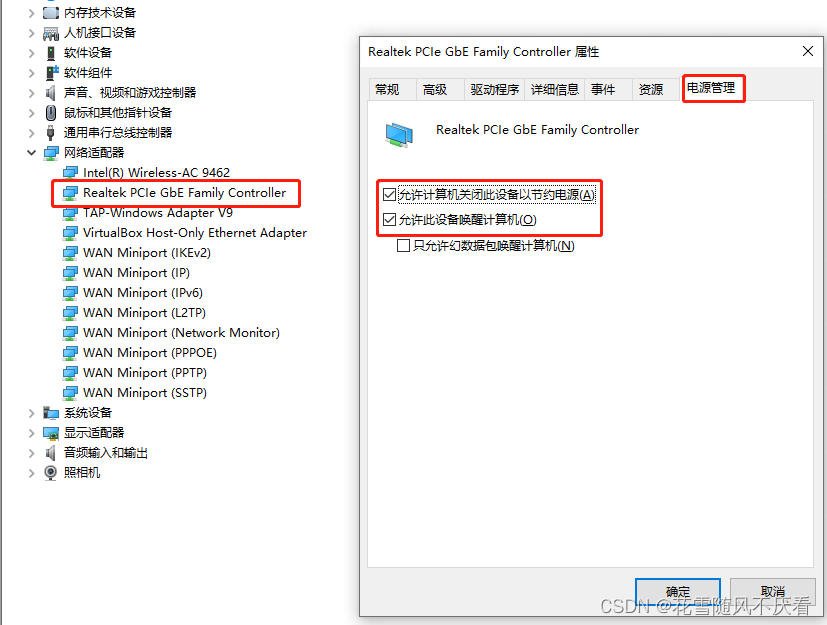 内存技术设备
人机接口设备
软件设备
软件组件
声音、视频和游戏控制器
鼠标和其他指针设备
通用串行总线控制器
网络适配器
Intel(R) Wireless-AC 9462
Realtek PCIe GbE Family Controller
TAP-Windows Adapter V9
VirtualBox Host-Only Ethernet Adapter
WAN Miniport (IKEv2)
WAN Miniport (IP)
WAN Miniport (IPv6)
WAN Miniport (L2TP)
WAN Miniport (Network Monitor)
WAN Miniport (PPPOE)
WAN Miniport (PPTP)
WAN Miniport (SSTP)
系统设备
显示适配器
音频输入和输出
照相机
Realtek PCIe GbE Family Controller 属性
常规 高级 驱动程序 详细信息 事件 资源 电源管理
Realtek PCIe GbE Family Controller
允许计算机关闭此设备以节约电源(A)
允许此设备唤醒计算机(O)
只允许幻数据包唤醒计算机(N)
确定 取消
CSDN @花雪随风不厌看